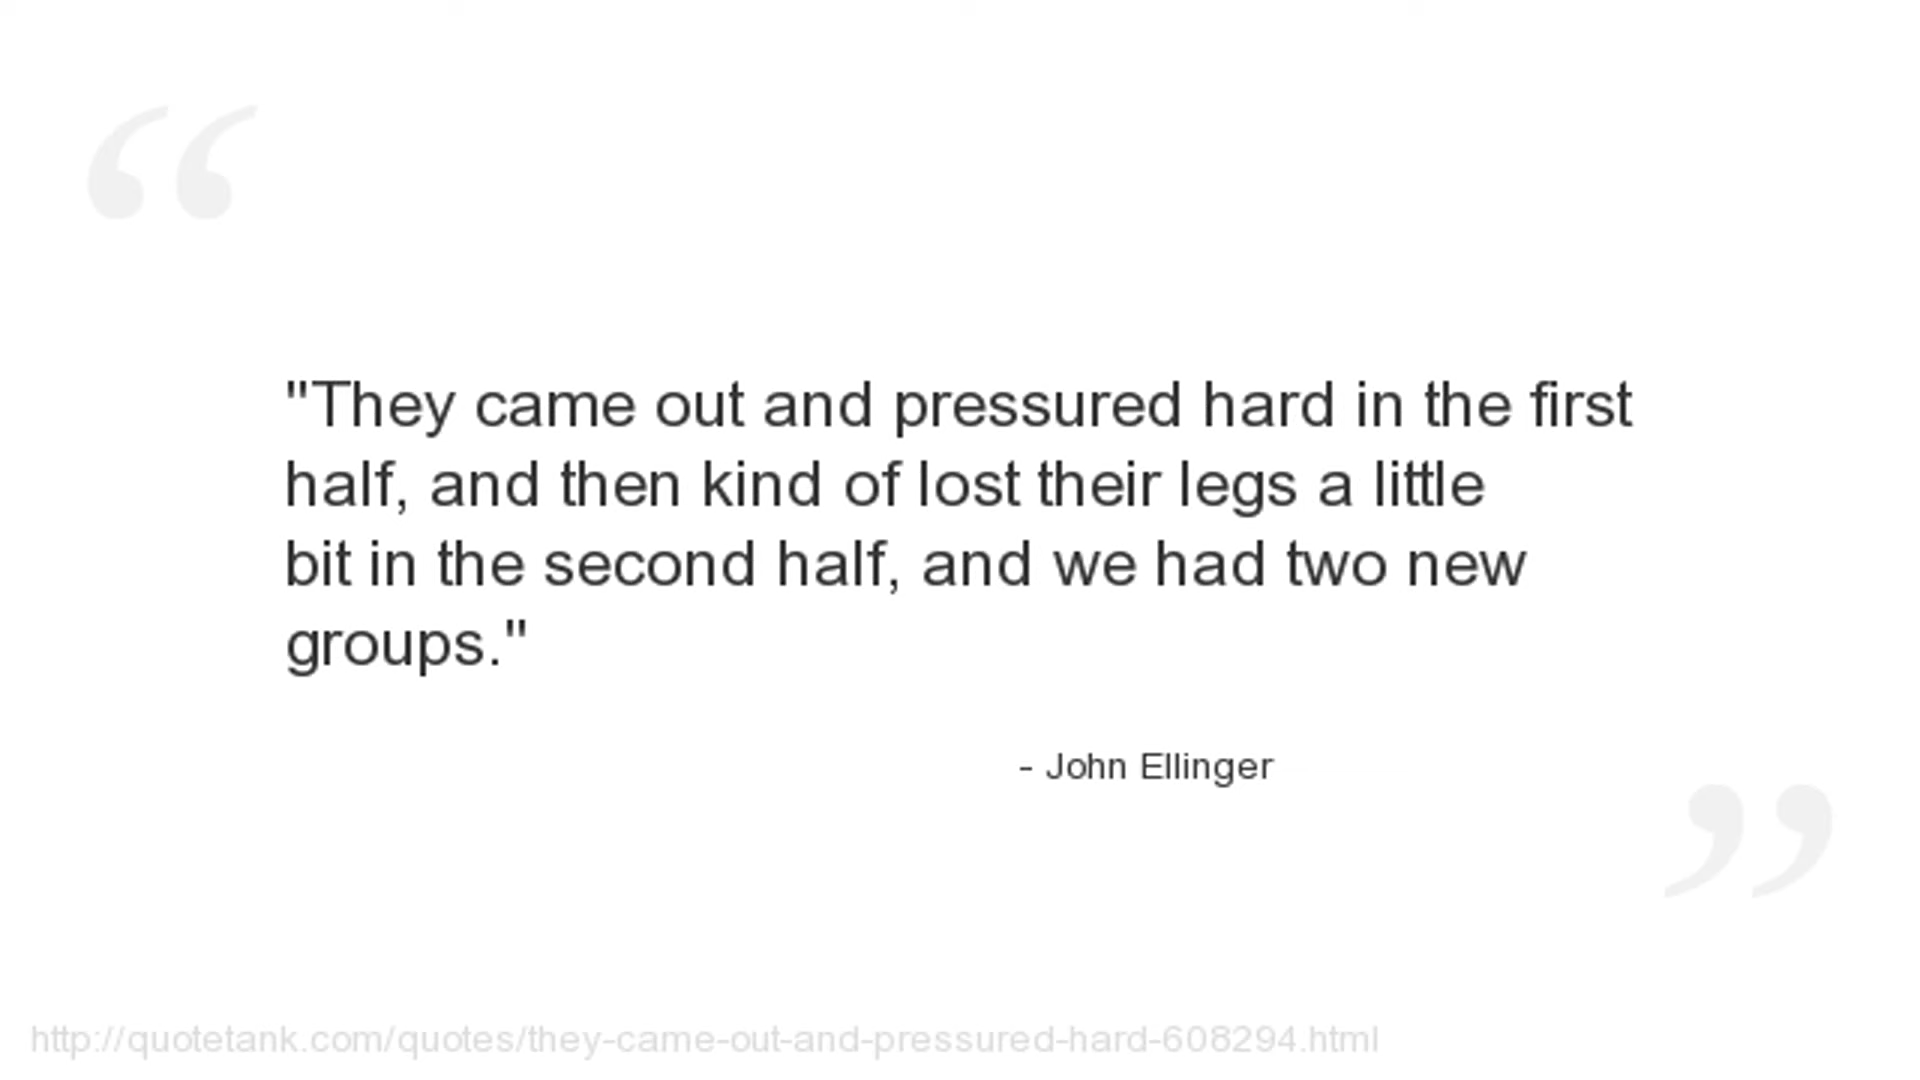 "They came out and pressured hard in the first
half, and then kind of lost their legs a little
bit in the second half, and we had two new
groups."
- John Ellinger
http://quotetank.com/quotes/they-came-out-and-pressured-hard-608294.html